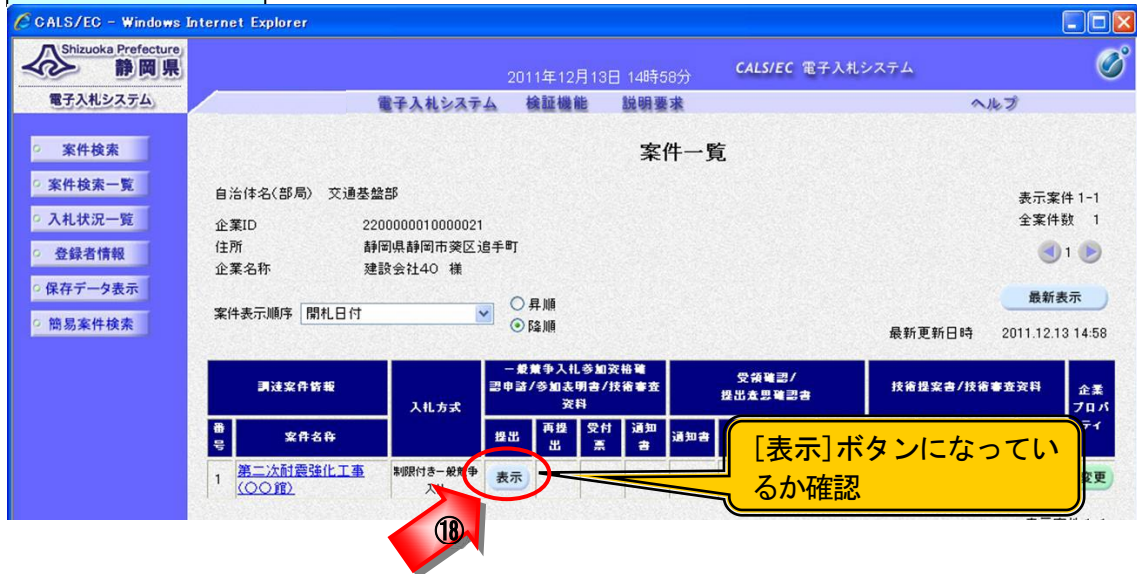 CALS/EC - Windows Internet Explorer
Shizuoka Prefecture
静岡県
2011年12月13日 14時58分 CALS/EC 電子入札システム
電子入札システム
電子入札システム 検証機能 説明要求 ヘルプ
案件検索
案件検索一覧
入札状況一覧
登録者情報
保存データ表示
簡易案件検索
案件一覧
自治体名(部局) 交通基盤部
表示案件 1-1
企業ID 2200000010000021
全案件数 1
住所 静岡県静岡市葵区追手町
1
企業名称 建設会社40 様
案件表示順序 開札日付
昇順
降順
最新表示
最新更新日時 2011.12.13 14:58
調達案件情報 入札方式 一般競争入札参加資格確認申請/参加表明書/技術審査資料 受領確認書/提出意思確認書 技術提案書/技術審査資料 企業プロパティ
番号 案件名称 提出 再提出 受付票 通知書 通知書
1 第二次耐震強化工事(〇〇館) 制限付き一般競争 表示 変更
[表示]ボタンになってい
るか確認
⑱